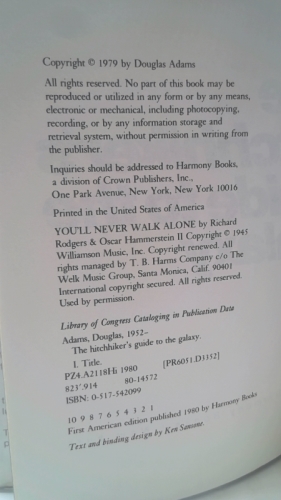 Copyright © 1979 by Douglas Adams
All rights reserved. No part of this book may be
reproduced or utilized in any form or by any means,
electronic or mechanical, including photocopying,
recording, or by any information storage and
retrieval system, without permission in writing from
the publisher.
Inquiries should be addressed to Harmony Books,
a division of Crown Publishers, Inc.,
One Park Avenue, New York, New York 10016
Printed in the United States of America
YOU'LL NEVER WALK ALONE by Richard
Rodgers & Oscar Hammerstein II Copyright © 1945
Williamson Music, Inc. Copyright renewed. All
rights managed by T. B. Harms Company c/o The
Welk Music Group, Santa Monica, Calif. 90401
International copyright secured. All rights reserved.
Used by permission.
Library of Congress Cataloging in Publication Data
Adams, Douglas, 1952–
The hitchhiker's guide to the galaxy.
I. Title.
PZ4.A2118Hi 1980 [PR6051.D3352]
823'.914 80-14572
ISBN: 0-517-542099
10 9 8 7 6 5 4 3 2 1
First American edition published 1980 by Harmony Books
Text and binding design by Ken Sansone.